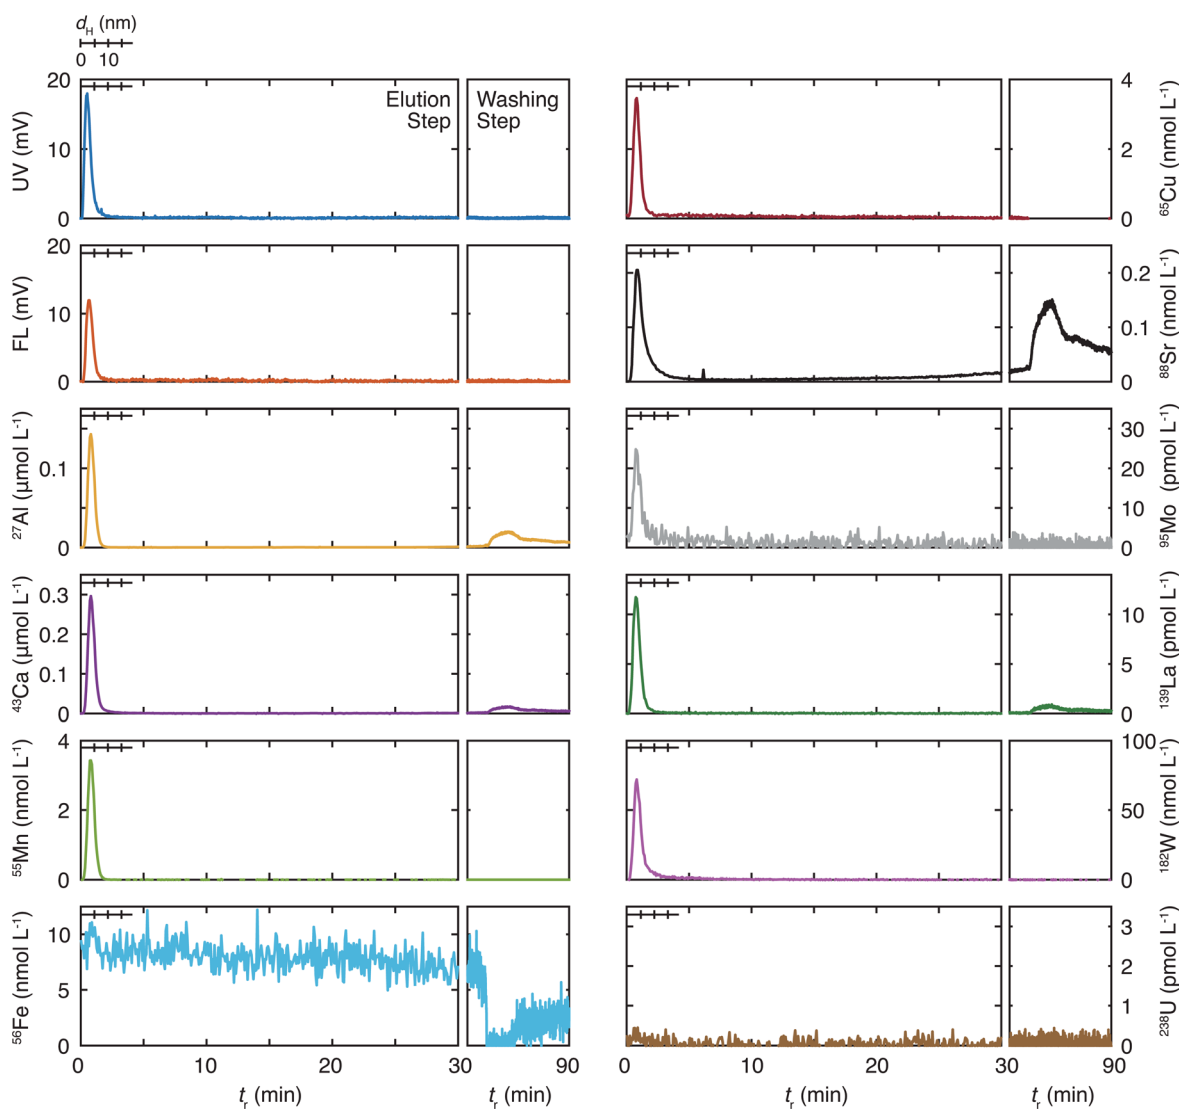 d_H (nm)
0 10
20
10
0
UV (mV)
Elution
Step
Washing
Step
4
2
0
⁶⁵Cu (nmol L⁻¹)
20
10
0
FL (mV)
0.2
0.1
0
⁸⁸Sr (nmol L⁻¹)
0.1
0
²⁷Al (µmol L⁻¹)
30
20
10
0
⁹⁵Mo (pmol L⁻¹)
0.3
0.2
0.1
0
⁴³Ca (µmol L⁻¹)
10
5
0
¹³⁹La (pmol L⁻¹)
4
2
0
⁵⁵Mn (nmol L⁻¹)
100
50
0
¹⁸²W (nmol L⁻¹)
10
5
0
⁵⁶Fe (nmol L⁻¹)
3
2
1
0
²³⁸U (pmol L⁻¹)
0 10 20 30 90
t_r (min) t_r (min)
0 10 20 30 90
t_r (min) t_r (min)